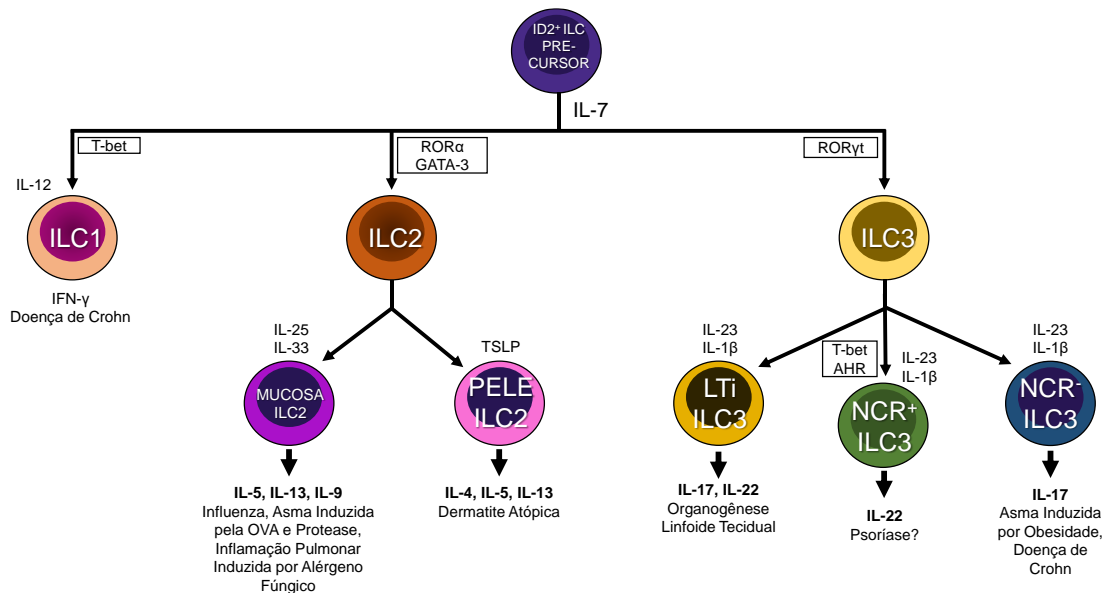 ID2⁺ ILC
PRE-
CURSOR
IL-7
T-bet
RORα
GATA-3
RORγt
IL-12
ILC1
ILC2
ILC3
IFN-γ
Doença de Crohn
IL-25
IL-33
TSLP
IL-23
IL-1β
T-bet
AHR
IL-23
IL-1β
IL-23
IL-1β
MUCOSA
ILC2
PELE
ILC2
LTi
ILC3
NCR⁺
ILC3
NCR⁻
ILC3
IL-5, IL-13, IL-9
Influenza, Asma Induzida
pela OVA e Protease,
Inflamação Pulmonar
Induzida por Alérgeno
Fúngico
IL-4, IL-5, IL-13
Dermatite Atópica
IL-17, IL-22
Organogênese
Linfoide Tecidual
IL-22
Psoríase?
IL-17
Asma Induzida
por Obesidade,
Doença de
Crohn